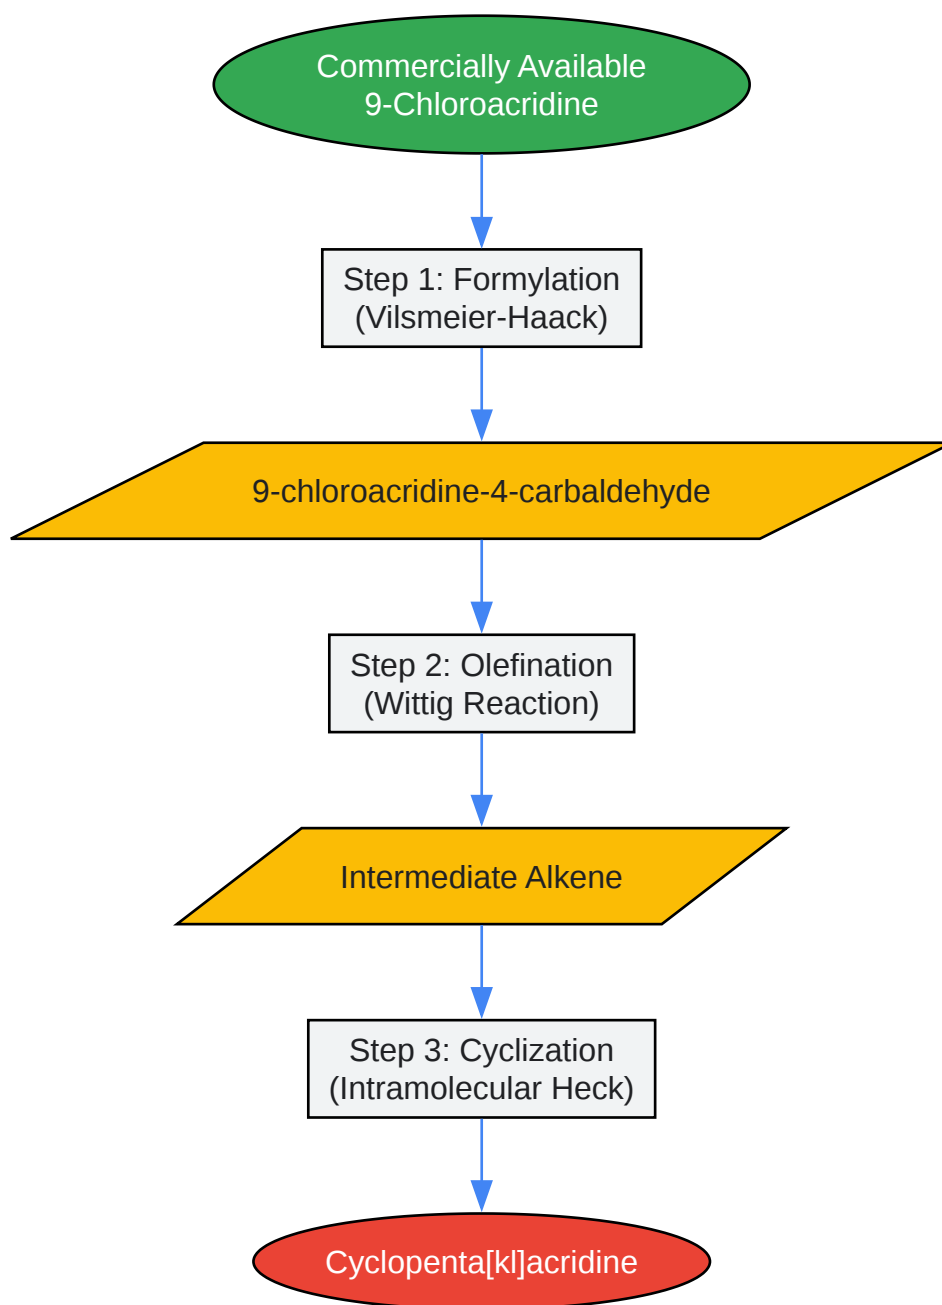 Commercially Available
9-Chloroacridine
Step 1: Formylation
(Vilsmeier-Haack)
9-chloroacridine-4-carbaldehyde
Step 2: Olefination
(Wittig Reaction)
Intermediate Alkene
Step 3: Cyclization
(Intramolecular Heck)
Cyclopenta[kl]acridine